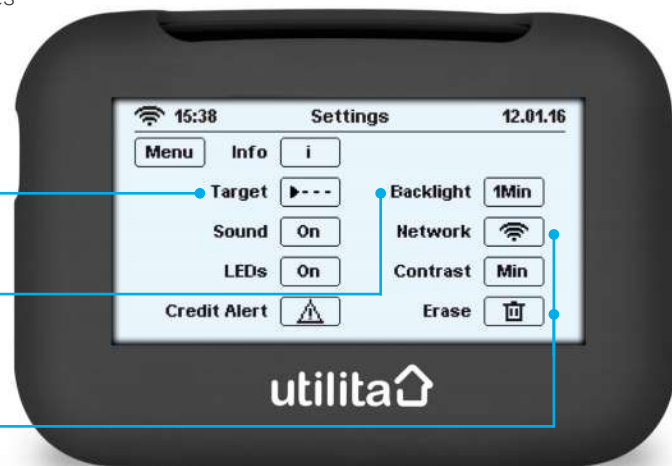 15:38 Settings 12.01.16
Menu Info i
Target ---  Backlight 1Min
Sound On Network
LEDs On Contrast Min
Credit Alert Erase
utilita